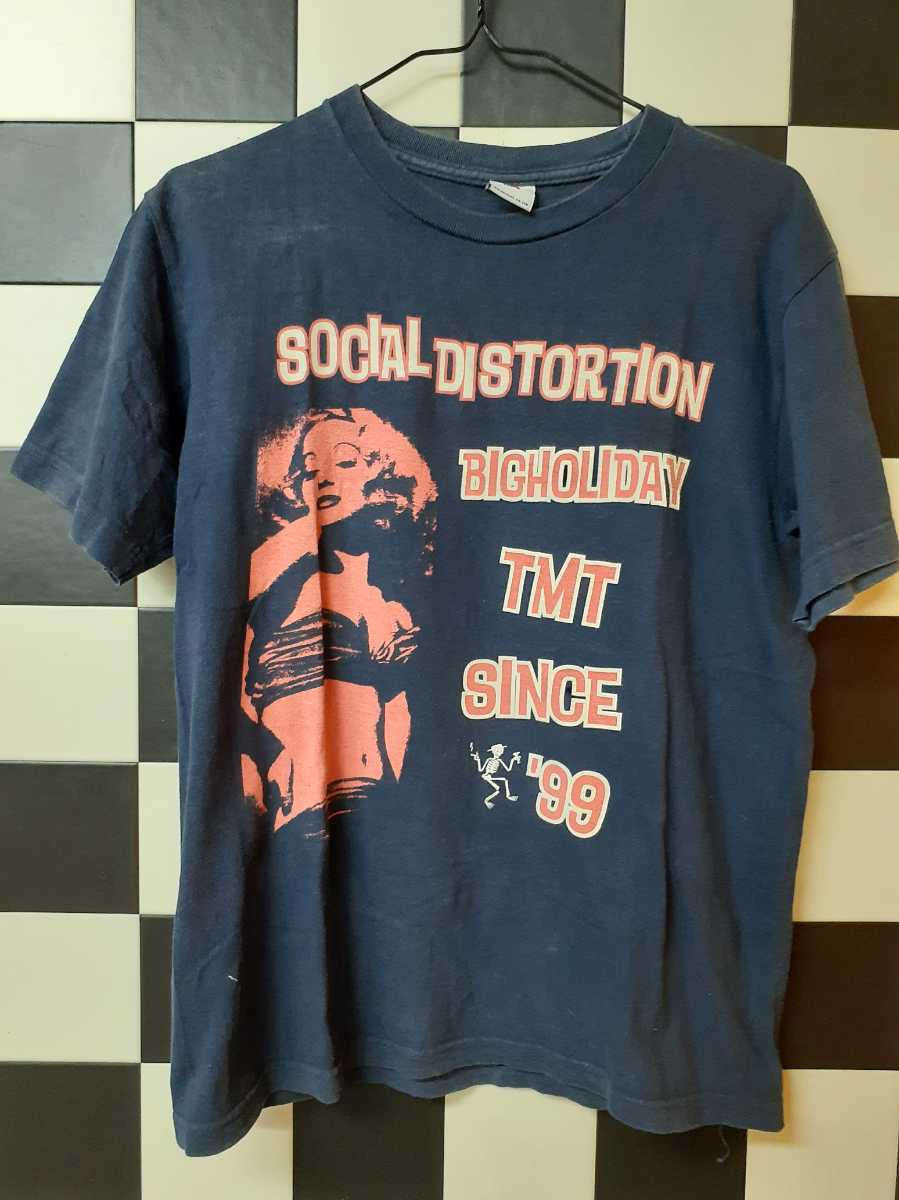 SOCIAL DISTORTION
BIGHOLIDAY
TMT
SINCE
'99